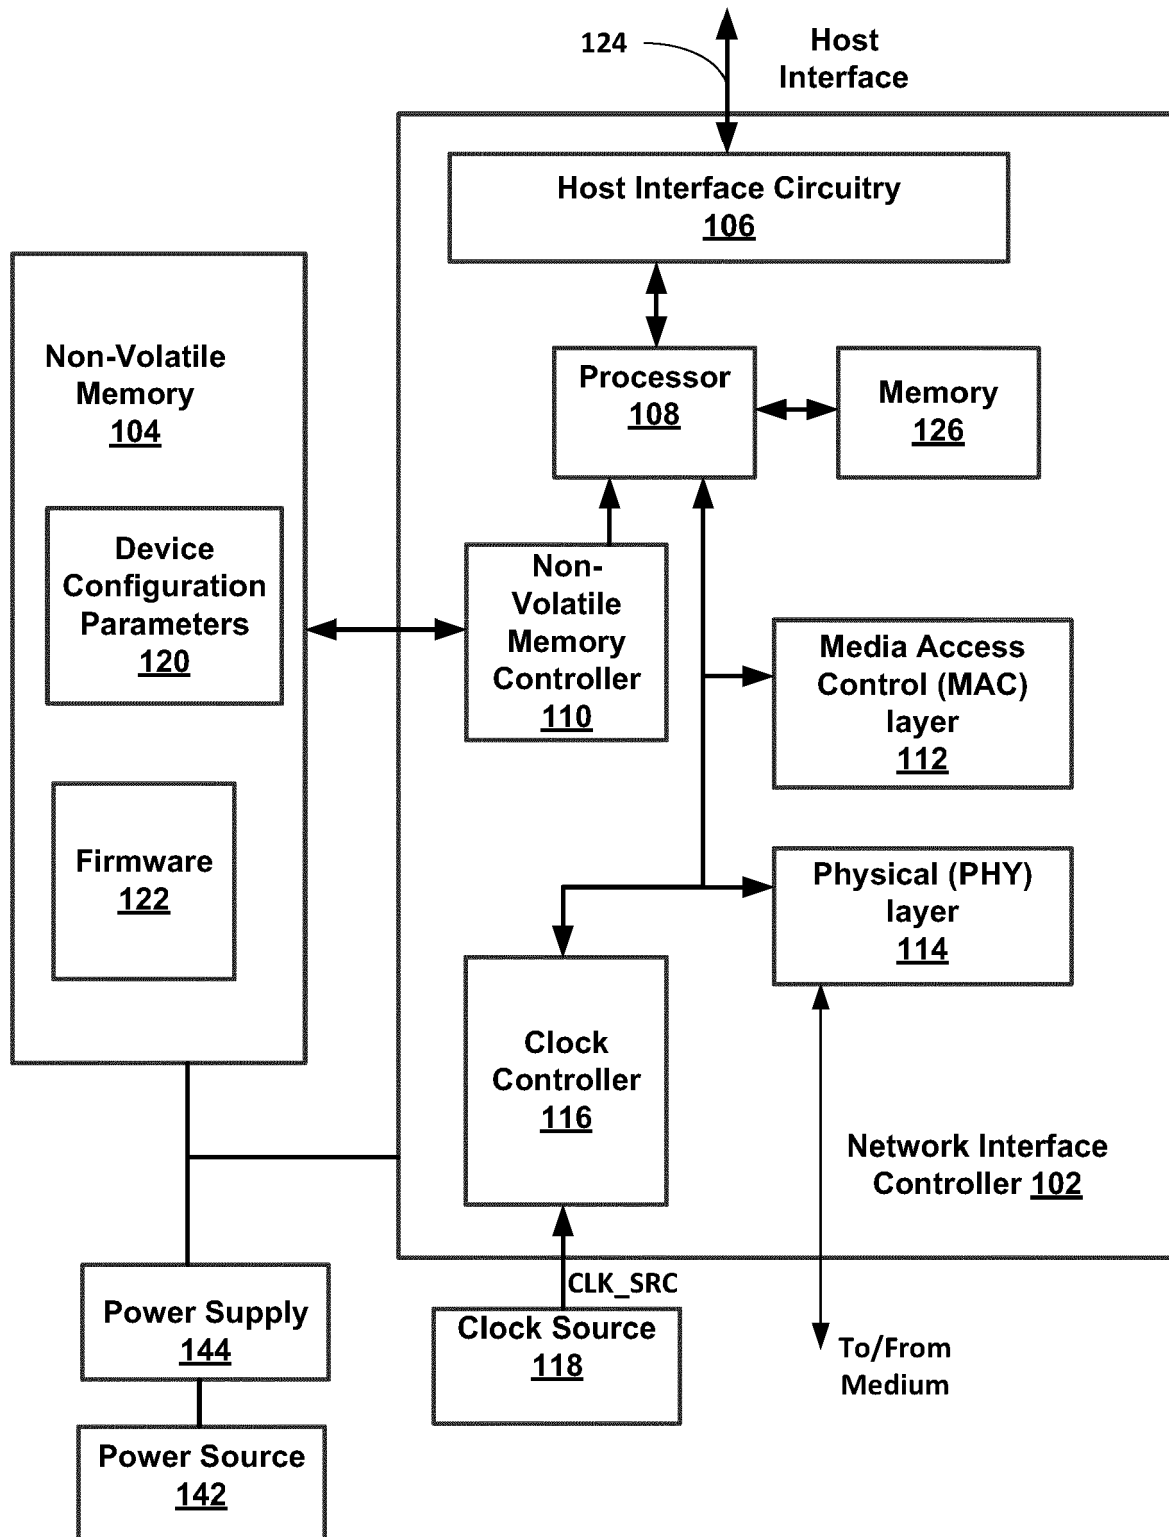 124
Host
Interface
Host Interface Circuitry
106
Non-Volatile
Memory
104
Processor
108
Memory
126
Device
Configuration
Parameters
120
Non-
Volatile
Memory
Controller
110
Media Access
Control (MAC)
layer
112
Firmware
122
Physical (PHY)
layer
114
Clock
Controller
116
Network Interface
Controller 102
CLK_SRC
Power Supply
144
Clock Source
118
To/From
Medium
Power Source
142